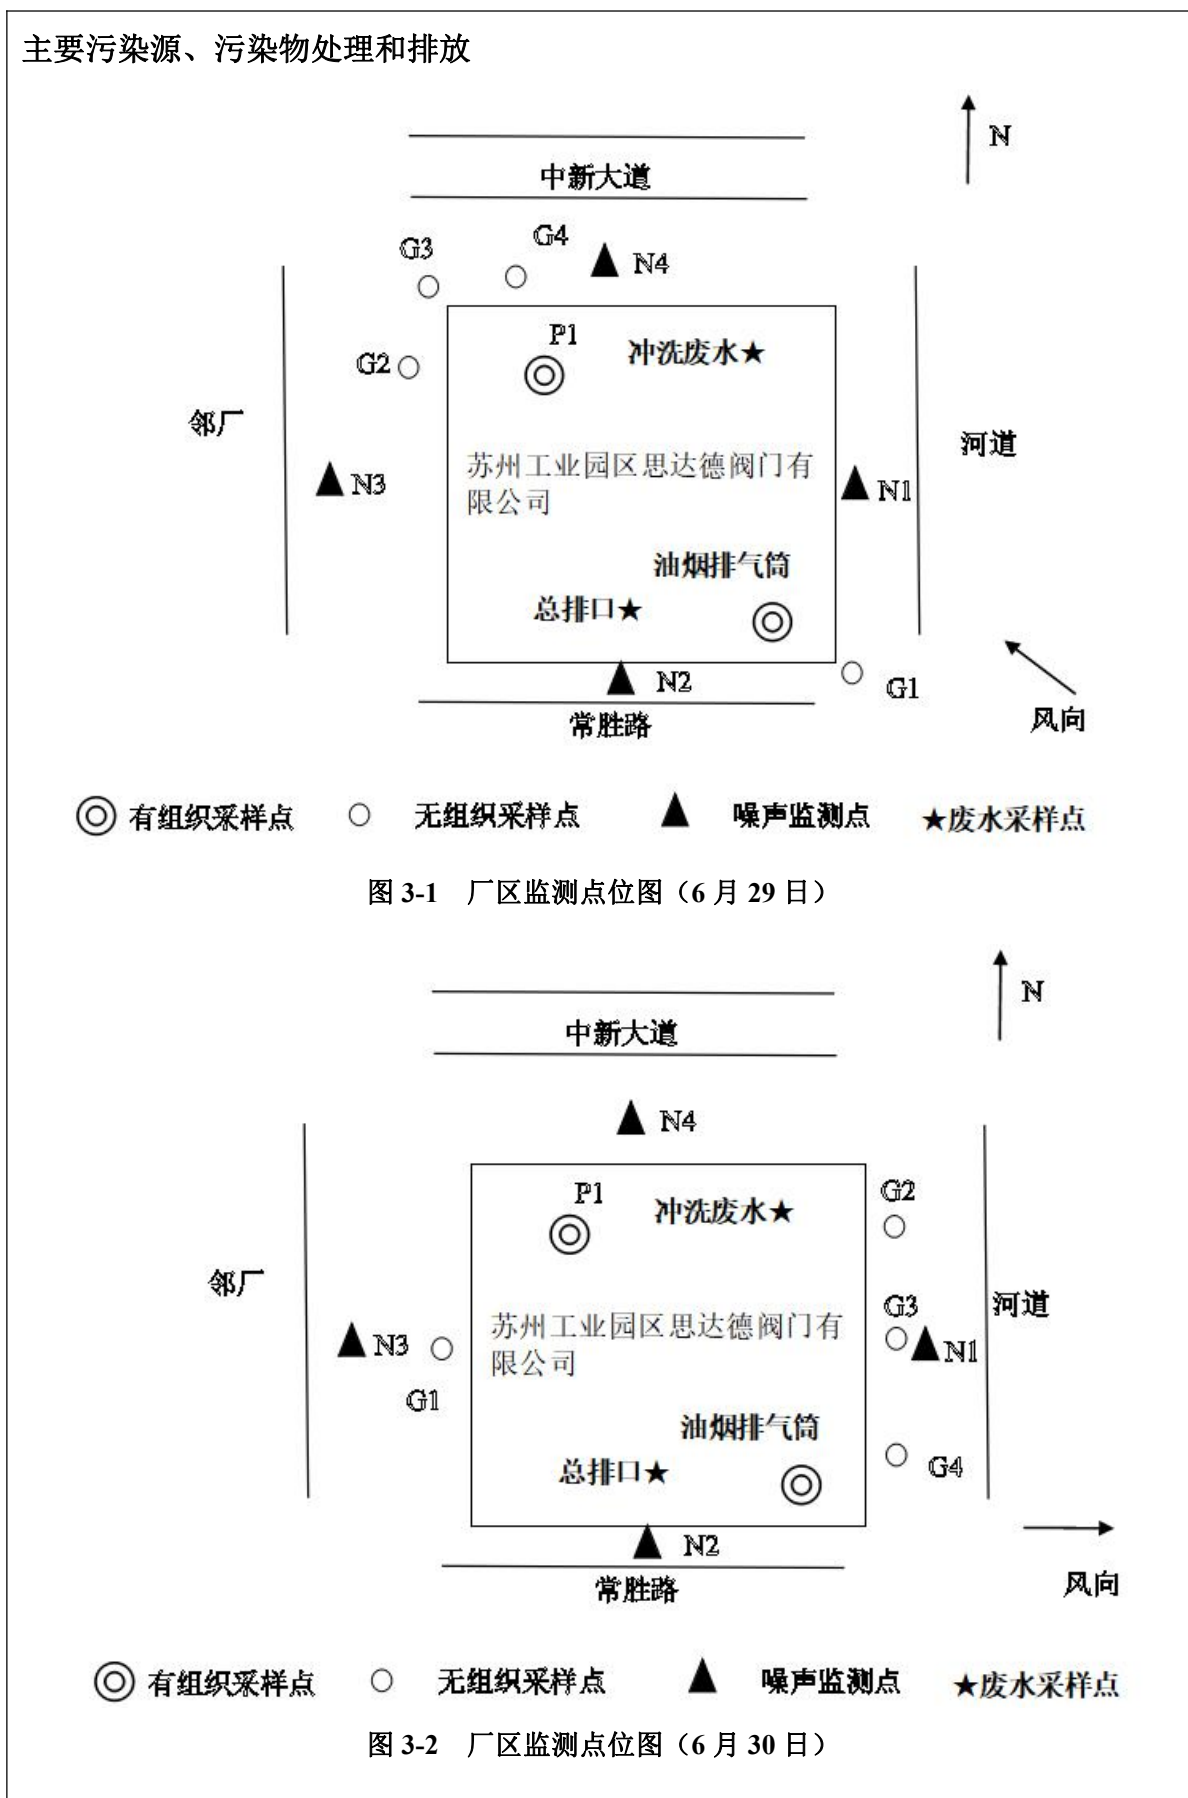 主要污染源、污染物处理和排放
N
中新大道
G3
G4
N4
P1
冲洗废水★
G2
邻厂
河道
苏州工业园区思达德阀门有
限公司
N3
N1
油烟排气筒
总排口★
N2
G1
常胜路
风向
有组织采样点 无组织采样点 噪声监测点 ★废水采样点
图 3-1 厂区监测点位图（6 月 29 日）
N
中新大道
N4
P1
冲洗废水★
G2
邻厂
G3
河道
苏州工业园区思达德阀门有
限公司
N3
N1
G1
油烟排气筒
总排口★
G4
N2
常胜路
风向
有组织采样点 无组织采样点 噪声监测点 ★废水采样点
图 3-2 厂区监测点位图（6 月 30 日）